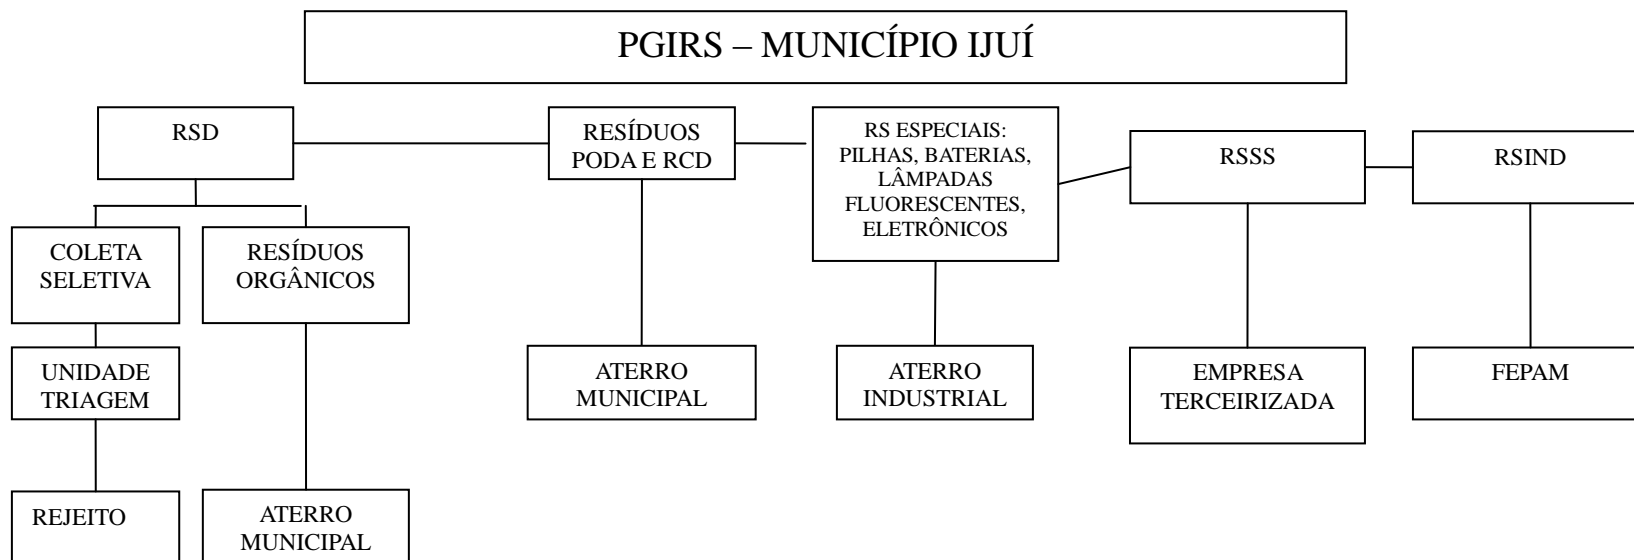 PGIRS – MUNICÍPIO IJUÍ
RSD
RESÍDUOS
PODA E RCD
RS ESPECIAIS:
PILHAS, BATERIAS,
LÂMPADAS
FLUORESCENTES,
ELETRÔNICOS
RSSS
RSIND
COLETA
SELETIVA
RESÍDUOS
ORGÂNICOS
UNIDADE
TRIAGEM
ATERRO
MUNICIPAL
ATERRO
INDUSTRIAL
EMPRESA
TERCEIRIZADA
FEPAM
REJEITO
ATERRO
MUNICIPAL